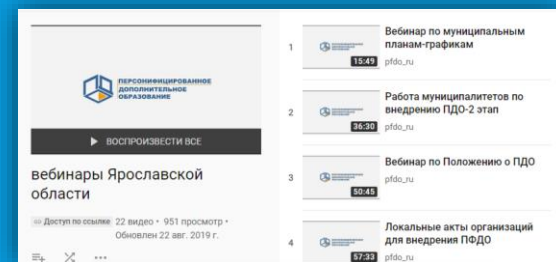 ПЕРСОНИФИЦИРОВАННОЕ
ДОПОЛНИТЕЛЬНОЕ
ОБРАЗОВАНИЕ
ВОСПРОИЗВЕСТИ ВСЕ
вебинары Ярославской
области
Доступ по ссылке 22 видео • 951 просмотр •
Обновлен 22 авг. 2019 г.
1
15:49
Вебинар по муниципальным
планам-графикам
pfdo_ru
2
36:30
Работа муниципалитетов по
внедрению ПДО-2 этап
pfdo_ru
3
50:45
Вебинар по Положению о ПДО
pfdo_ru
4
57:33
Локальные акты организаций
для внедрения ПФДО
pfdo_ru